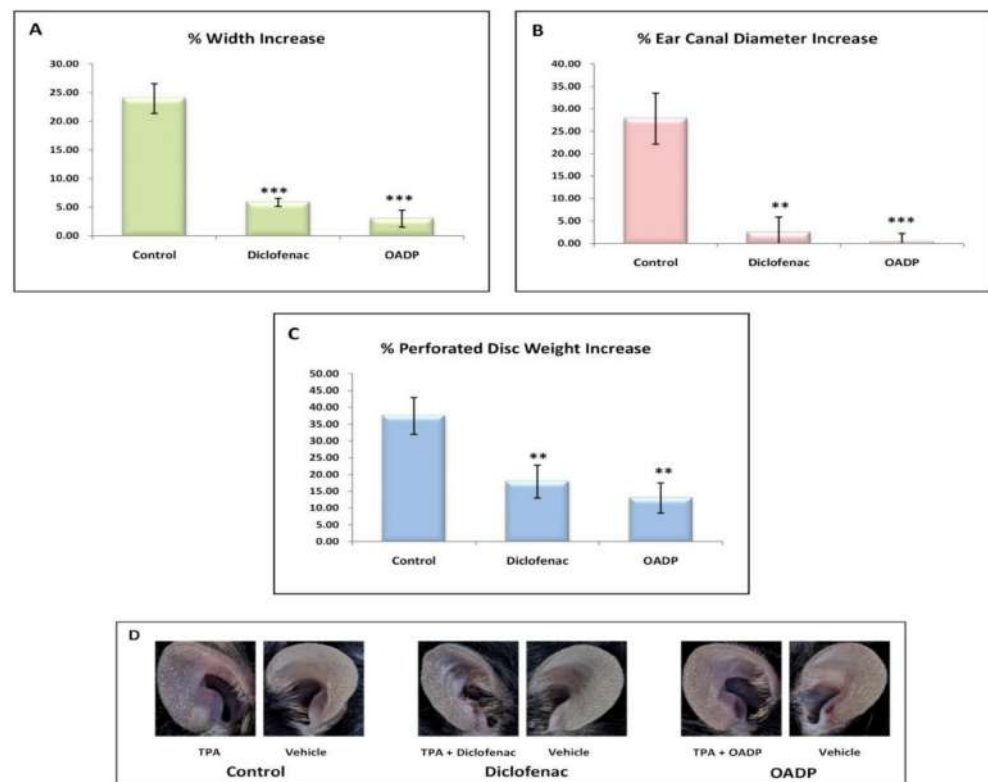 A
% Width Increase
30.00
25.00
20.00
15.00
10.00
5.00
0.00
***
***
Control Diclofenac OADP
B
% Ear Canal Diameter Increase
40.00
35.00
30.00
25.00
20.00
15.00
10.00
5.00
0.00
**
***
Control Diclofenac OADP
C
% Perforated Disc Weight Increase
50.00
45.00
40.00
35.00
30.00
25.00
20.00
15.00
10.00
5.00
0.00
**
**
Control Diclofenac OADP
D
TPA Vehicle TPA + Diclofenac Vehicle TPA + OADP Vehicle
Control Diclofenac OADP